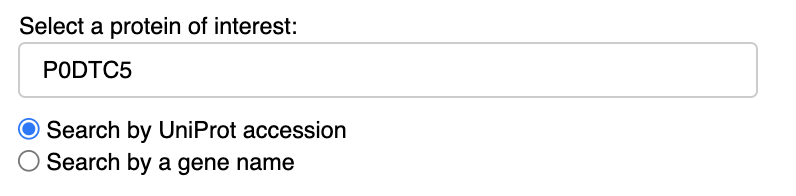 Select a protein of interest:
P0DTC5
Search by UniProt accession
Search by a gene name